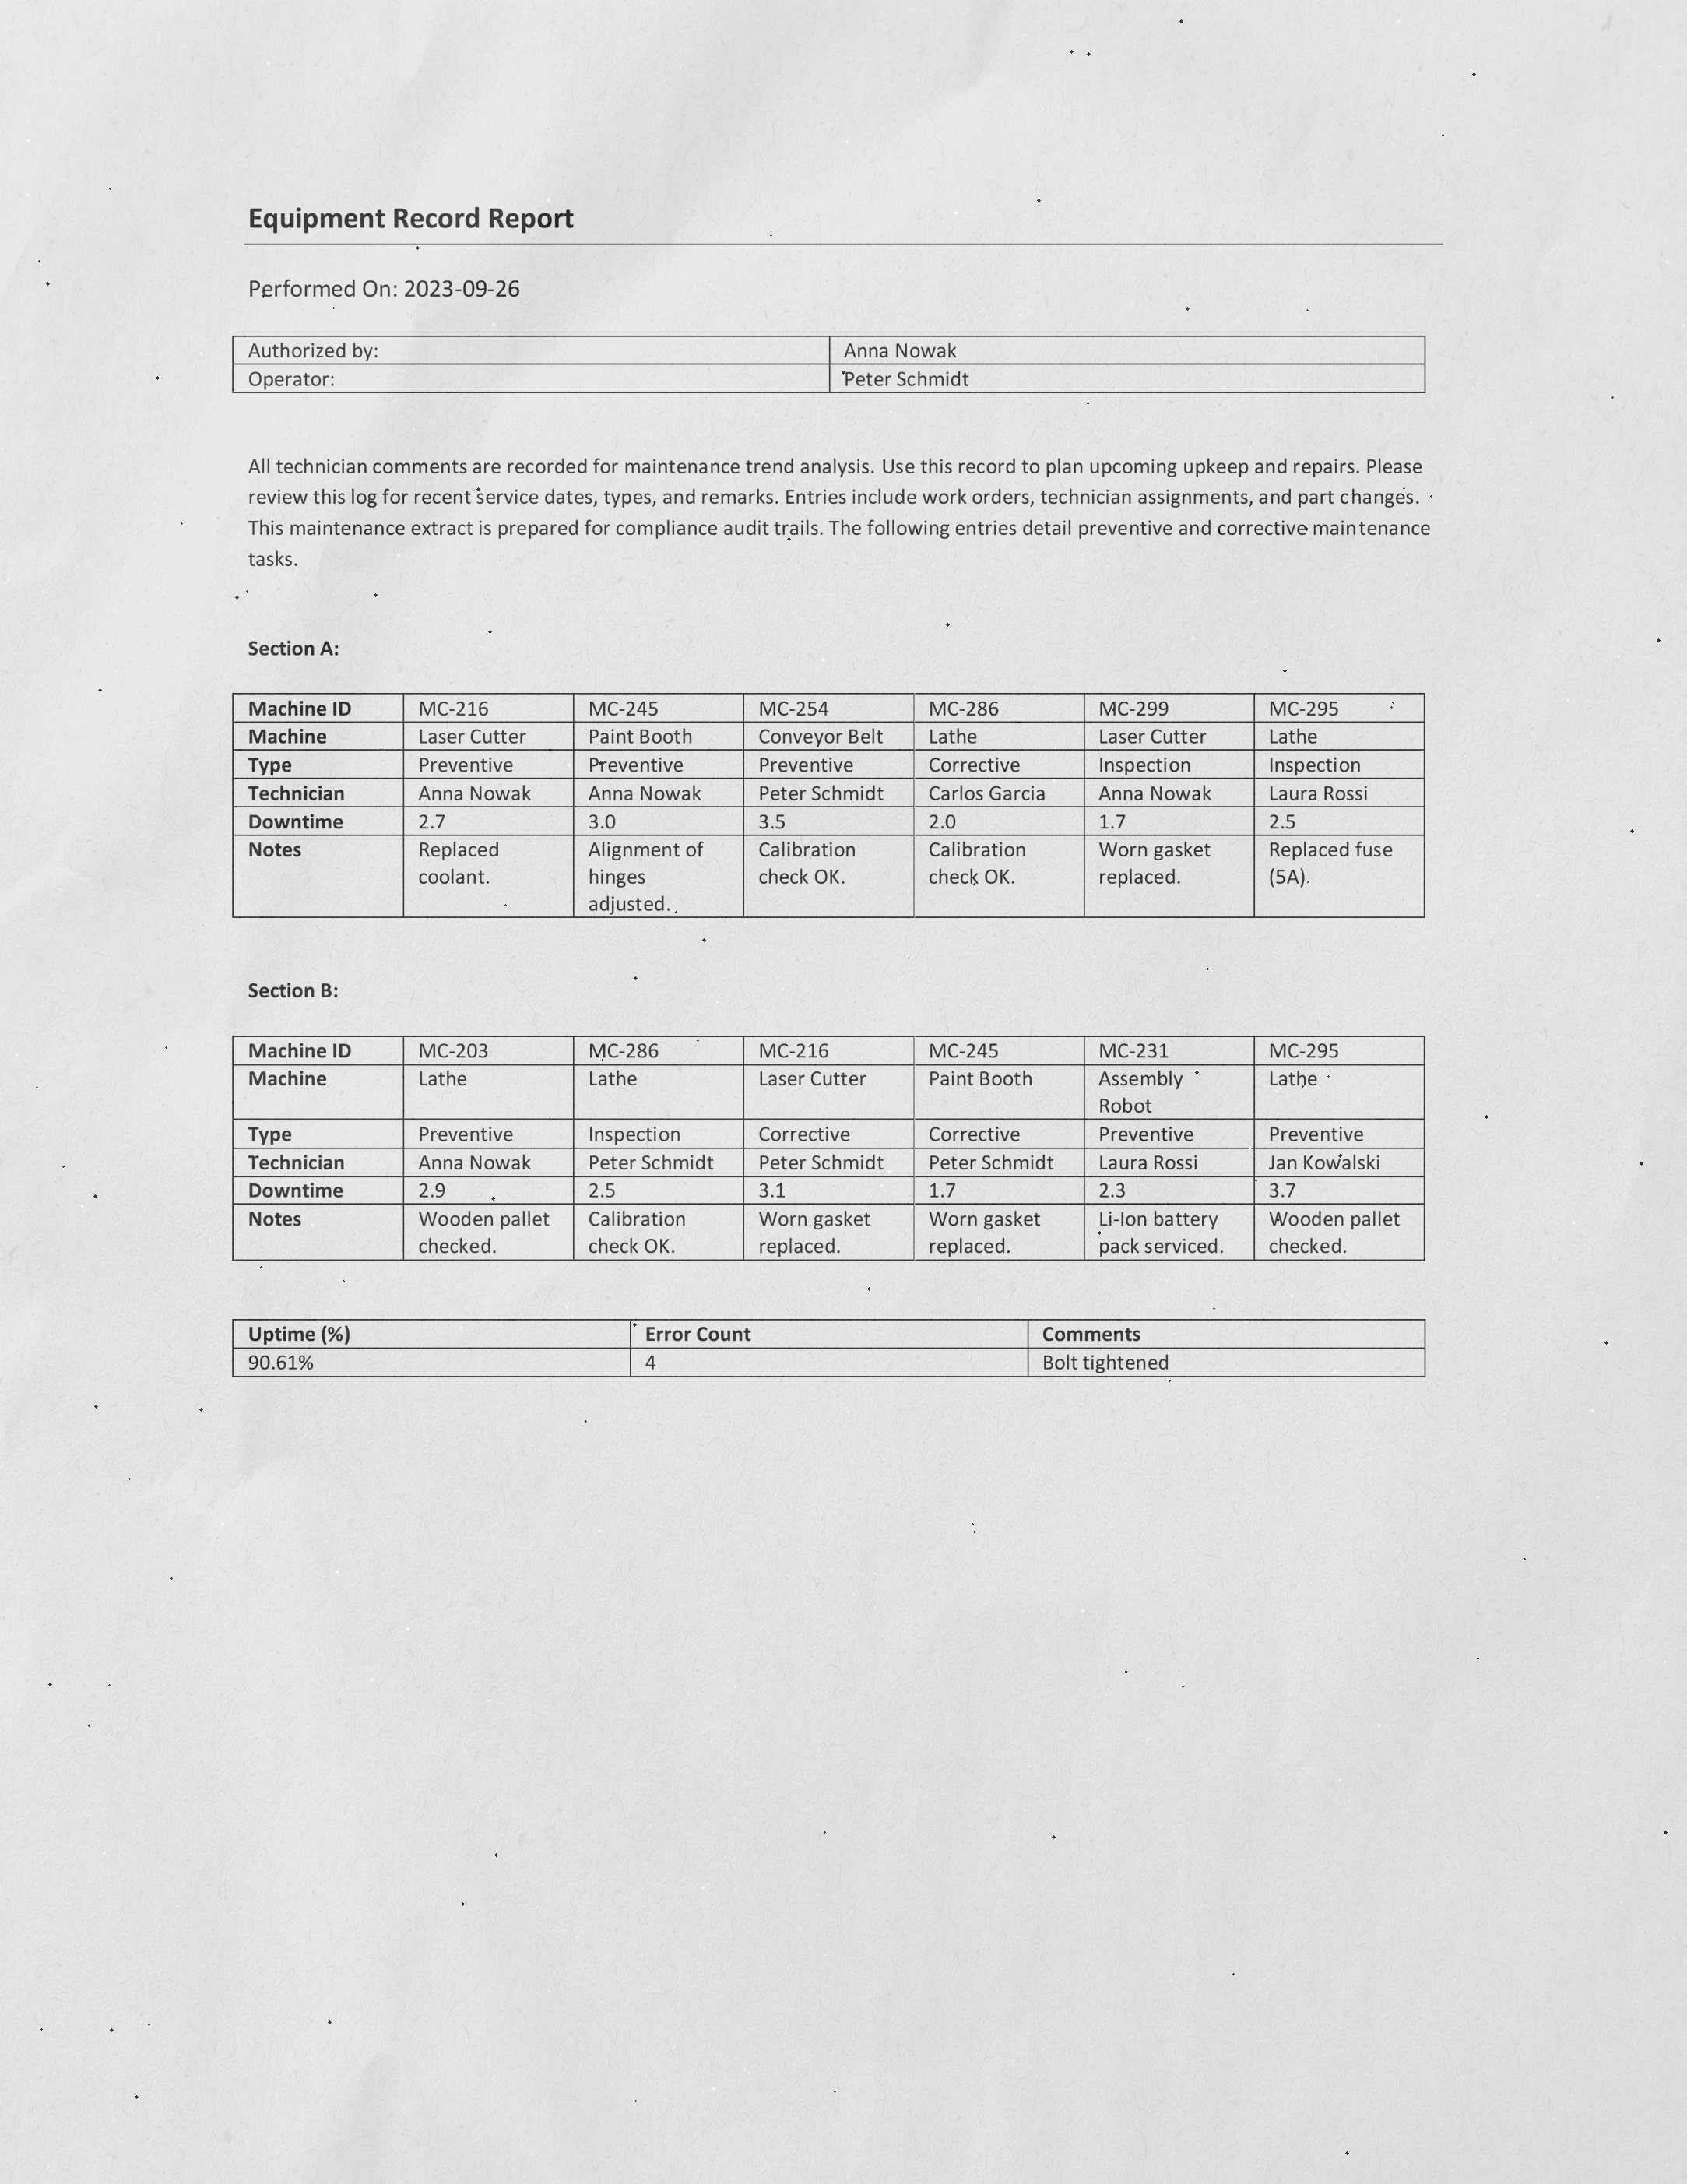 Equipment Record Report
Performed On: 2023-09-26
Authorized by: Anna Nowak
Operator: Peter Schmidt
All technician comments are recorded for maintenance trend analysis. Use this record to plan upcoming upkeep and repairs. Please
review this log for recent service dates, types, and remarks. Entries include work orders, technician assignments, and part changes.
This maintenance extract is prepared for compliance audit trails. The following entries detail preventive and corrective maintenance
tasks.
Section A:
Machine ID MC-216 MC-245 MC-254 MC-286 MC-299 MC-295
Machine Laser Cutter Paint Booth Conveyor Belt Lathe Laser Cutter Lathe
Type Preventive Preventive Preventive Corrective Inspection Inspection
Technician Anna Nowak Anna Nowak Peter Schmidt Carlos Garcia Anna Nowak Laura Rossi
Downtime 2.7 3.0 3.5 2.0 1.7 2.5
Notes Replaced Alignment of Calibration Calibration Worn gasket Replaced fuse
coolant. hinges check OK. check OK. replaced. (5A).
adjusted.
Section B:
Machine ID MC-203 MC-286 MC-216 MC-245 MC-231 MC-295
Machine Lathe Lathe Laser Cutter Paint Booth Assembly Lathe
Robot
Type Preventive Inspection Corrective Corrective Preventive Preventive
Technician Anna Nowak Peter Schmidt Peter Schmidt Peter Schmidt Laura Rossi Jan Kowalski
Downtime 2.9 2.5 3.1 1.7 2.3 3.7
Notes Wooden pallet Calibration Worn gasket Worn gasket Li-Ion battery Wooden pallet
checked. check OK. replaced. replaced. pack serviced. checked.
Uptime (%) Error Count Comments
90.61% 4 Bolt tightened